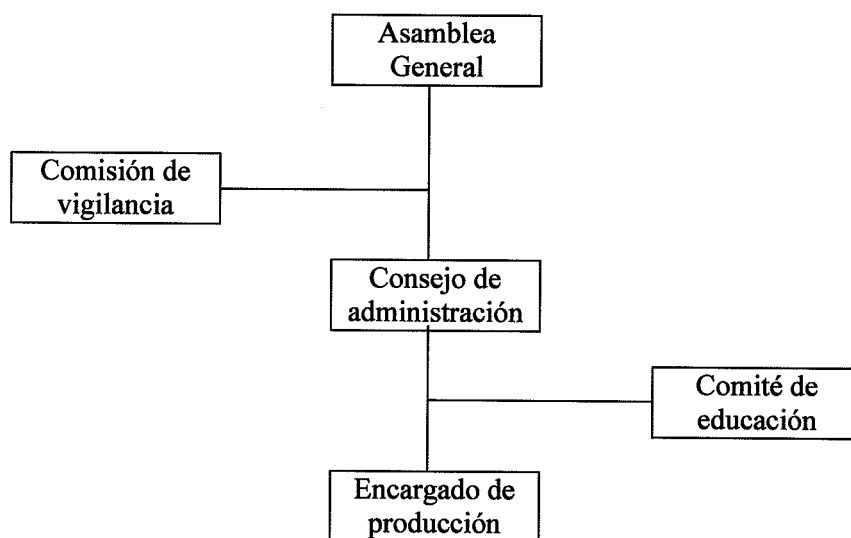 Asamblea
General
Comisión de
vigilancia
Consejo de
administración
Comité de
educación
Encargado de
producción